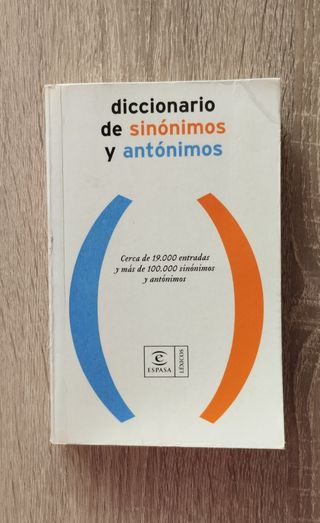 diccionario
de sinónimos
y antónimos
Cerca de 19.000 entradas
y más de 100.000 sinónimos
y antónimos
ESPASA
LÉXICOS